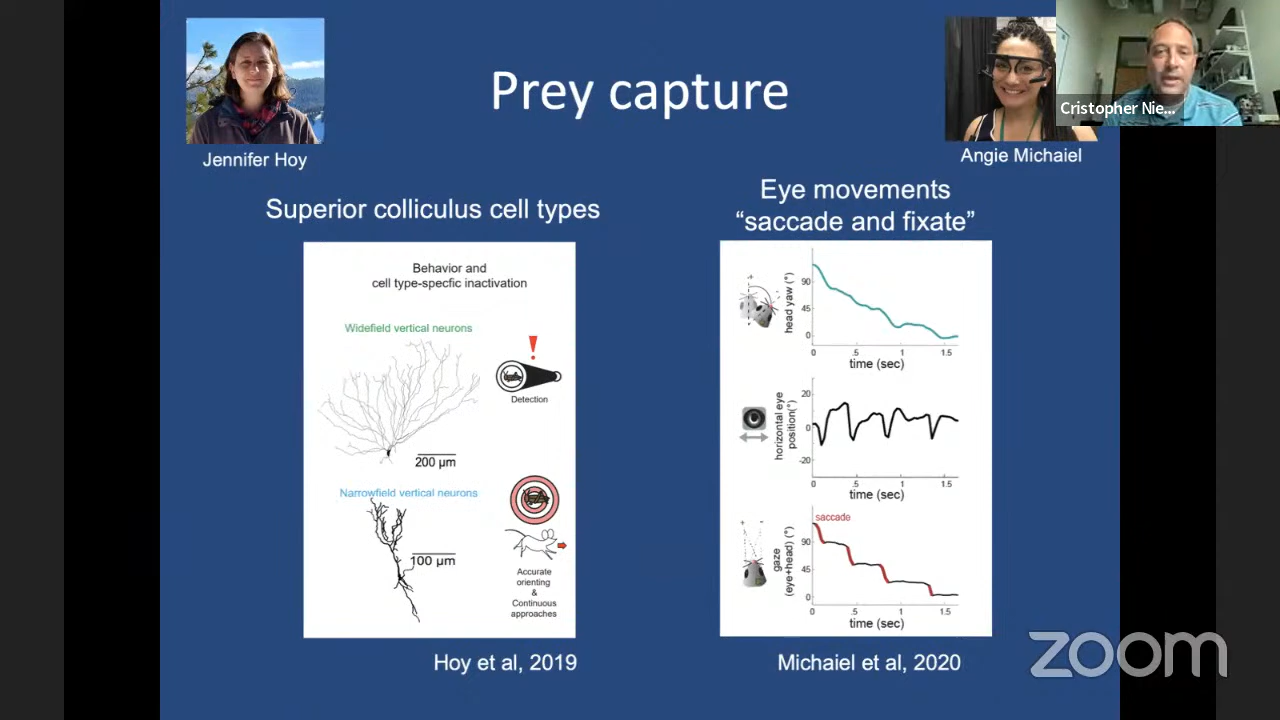 Prey capture
Cristopher Nie...
Jennifer Hoy
Angie Michaiel
Superior colliculus cell types
Behavior and
cell type-specfic inactivation
Widefield vertical neurons
!
Detection
200 µm
Narrowfield vertical neurons
100 µm
Accurate
orienting
&
Continuous
approaches
Hoy et al, 2019
Eye movements
“saccade and fixate”
+
-
head yaw (°)
90
45
0
0
.5
1
1.5
time (sec)
horizontal eye
position(°)
20
0
-20
0
.5
1
1.5
time (sec)
+
-
saccade
gaze
(eye+head) (°)
90
45
0
0
.5
1
1.5
time (sec)
Michaiel et al, 2020
zoom